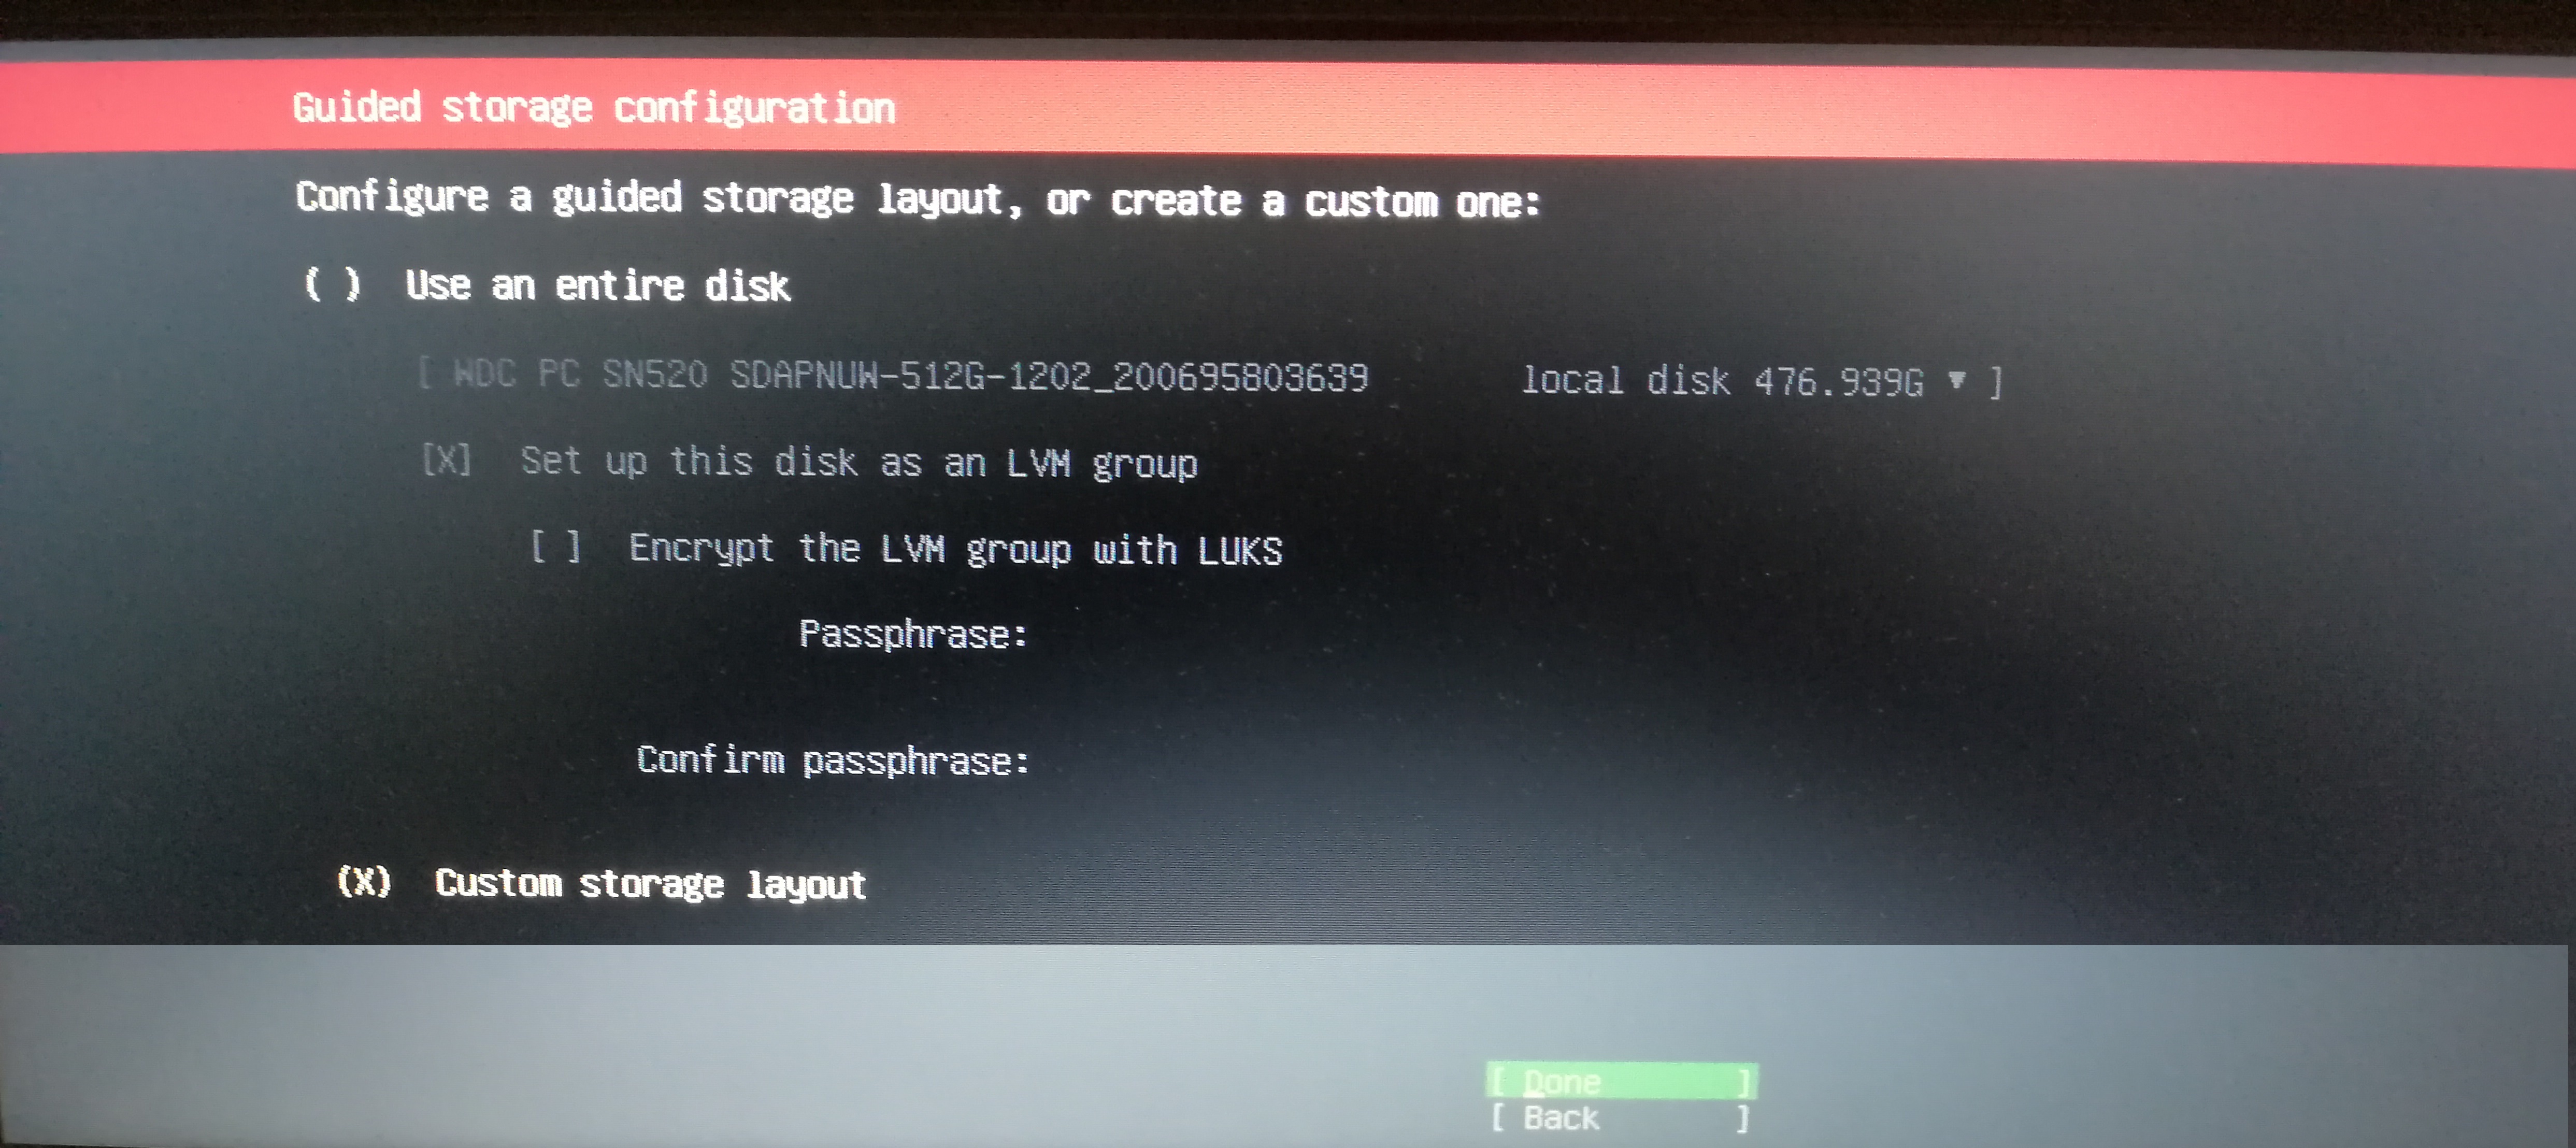 Guided storage configuration
Configure a guided storage layout, or create a custom one:
( ) Use an entire disk
[ WDC PC SN520 SDAPNUW-512G-1202_200695803639 local disk 476.939G ▼ ]
[X] Set up this disk as an LVM group
[ ] Encrypt the LVM group with LUKS
Passphrase:
Confirm passphrase:
(X) Custom storage layout
[ Done ]
[ Back ]